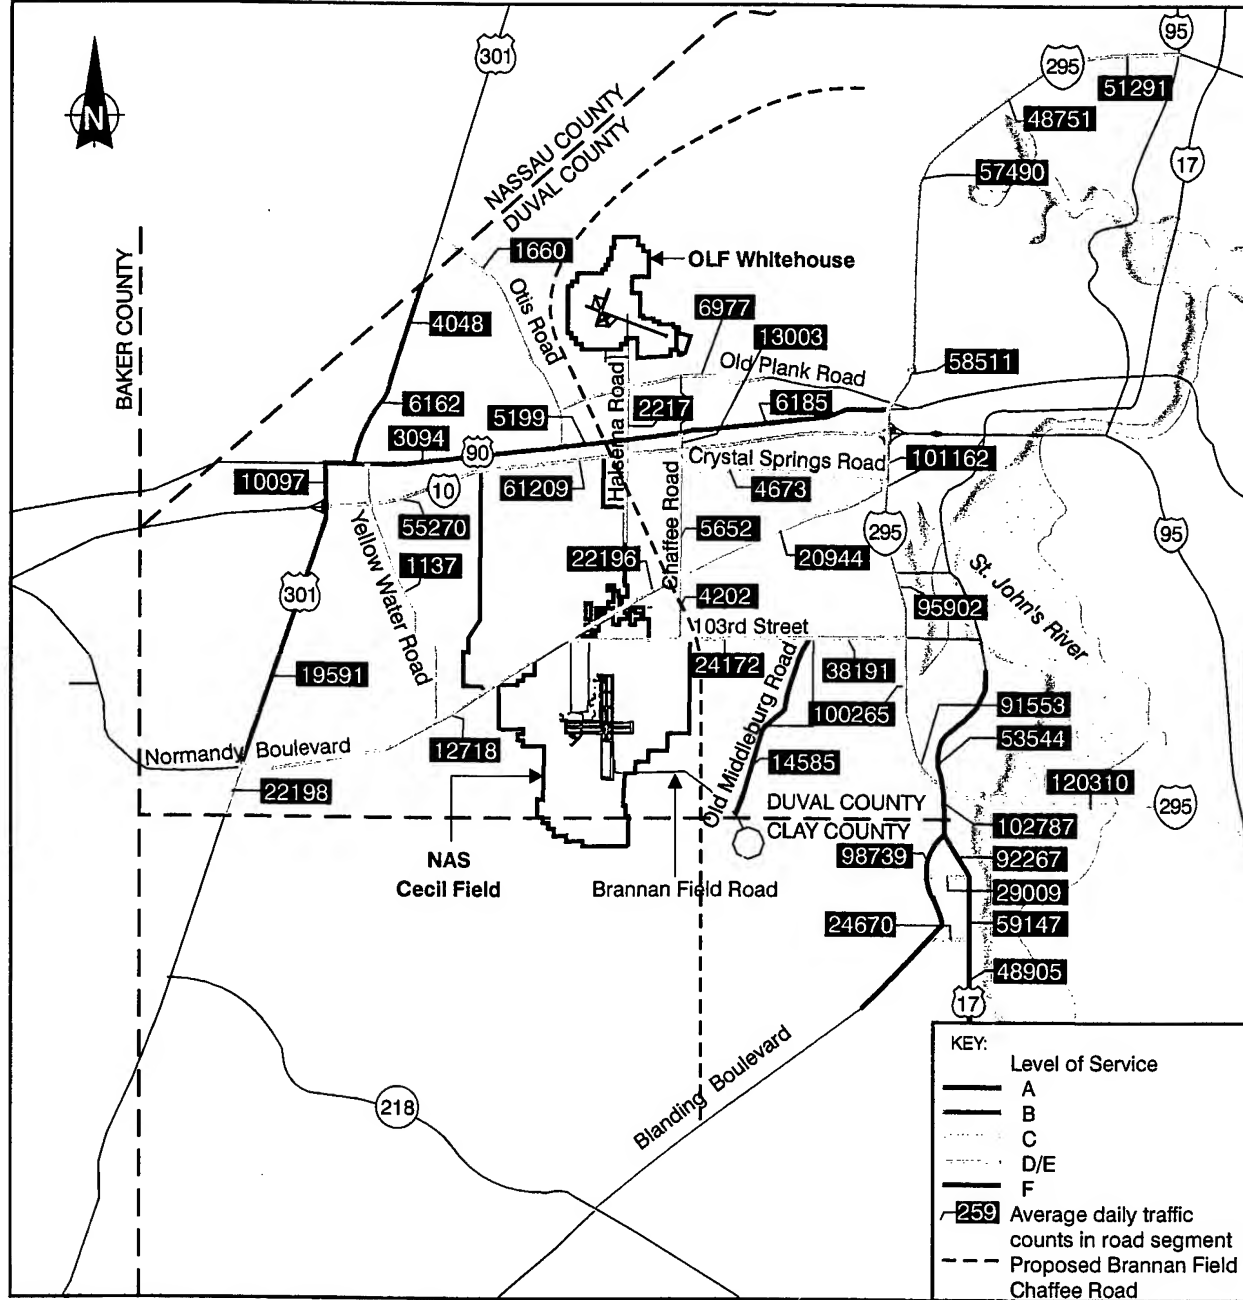 301
95
295
51291
48751
17
57490
N
NASSAU COUNTY
DUVAL COUNTY
BAKER COUNTY
1660
OLF Whitehouse
Otis Road
6977
4048
13003
Old Plank Road
58511
Halsema Road
6162
5199
2217
6185
3094
90
Crystal Springs Road
101162
10097
10
61209
4673
55270
Chaffee Road
5652
295
95
Yellow Water Road
1137
22196
20944
St. John's River
301
4202
95902
103rd Street
24172
38191
19591
Old Middleburg Road
100265
91553
Normandy Boulevard
12718
53544
14585
120310
22198
295
DUVAL COUNTY
102787
CLAY COUNTY
NAS
Cecil Field
98739
92267
Brannan Field Road
29009
24670
59147
48905
17
Blanding Boulevard
218
KEY:
Level of Service
A
B
C
D/E
F
259 Average daily traffic
counts in road segment
Proposed Brannan Field
Chaffee Road